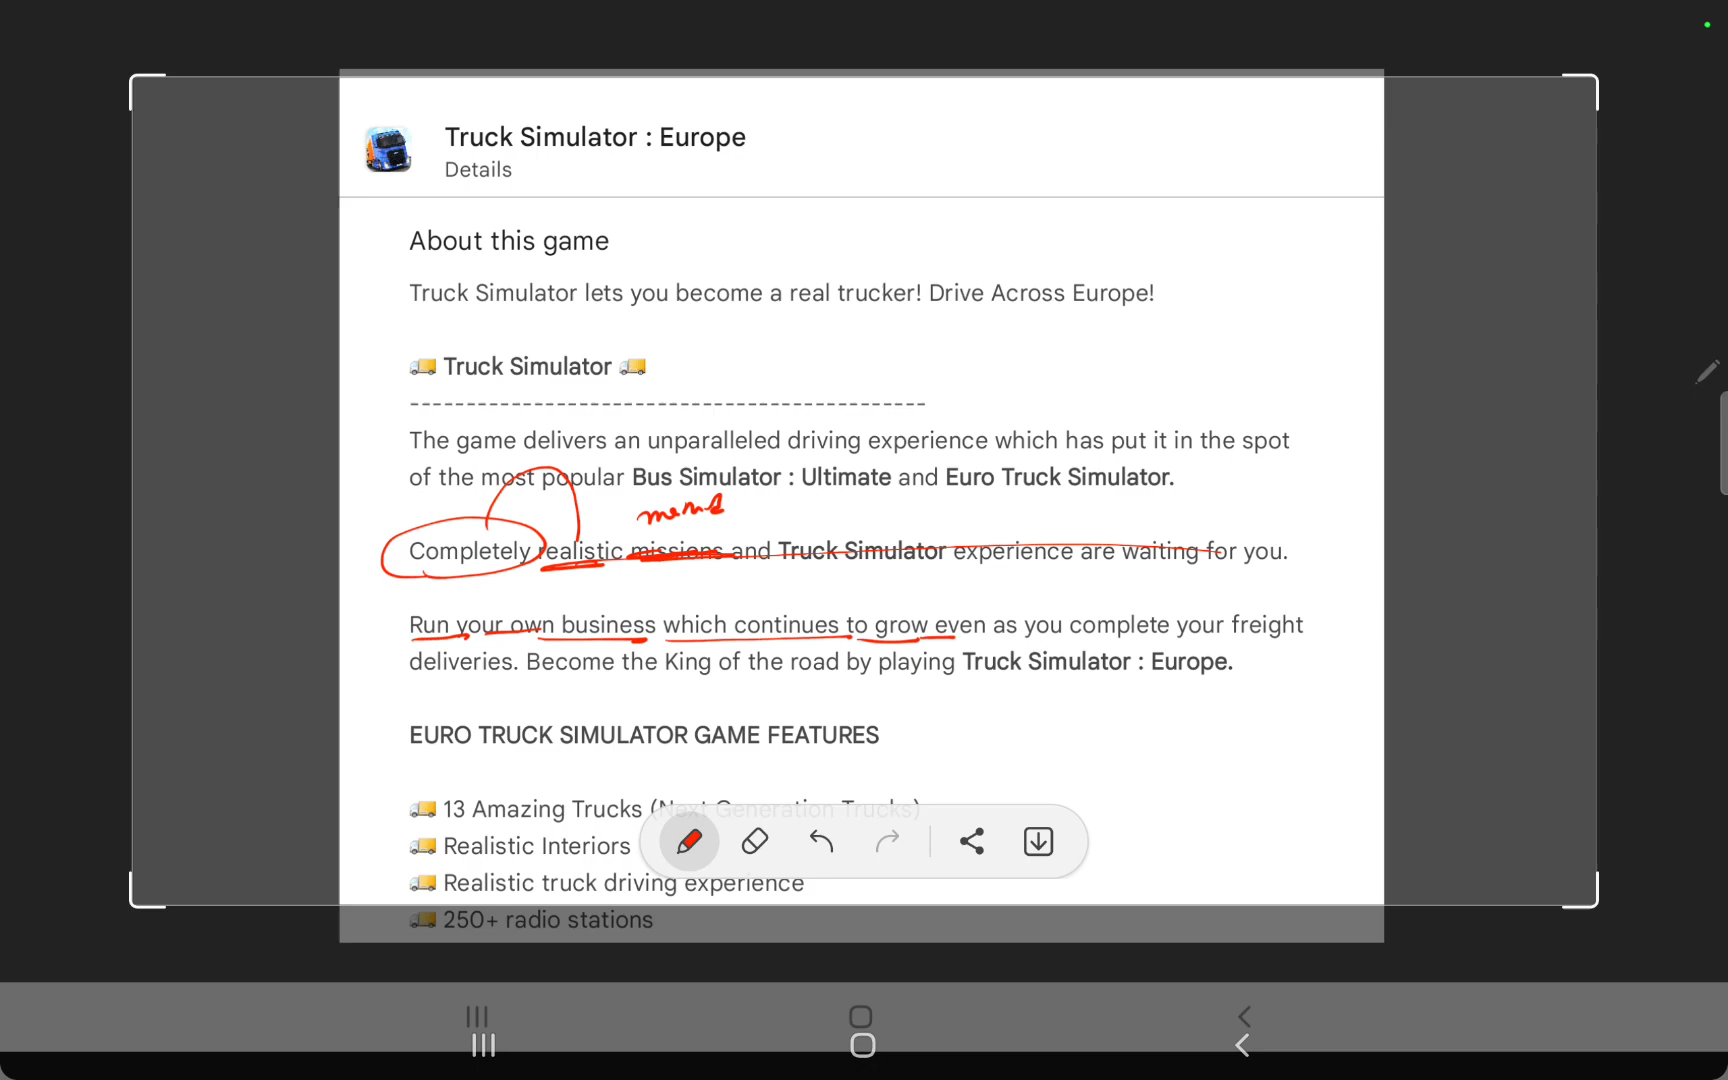 Truck Simulator : Europe
Details
About this game
Truck Simulator lets you become a real trucker! Drive Across Europe!
🚚 Truck Simulator 🚚
----------------------------------------------
The game delivers an unparalleled driving experience which has put it in the spot
of the most popular Bus Simulator : Ultimate and Euro Truck Simulator.
Completely realistic missions and Truck Simulator experience are waiting for you.
Run your own business which continues to grow even as you complete your freight
deliveries. Become the King of the road by playing Truck Simulator : Europe.
EURO TRUCK SIMULATOR GAME FEATURES
🚚 13 Amazing Trucks (Next Generation Trucks)
🚚 Realistic Interiors
🚚 Realistic truck driving experience
🚚 250+ radio stations